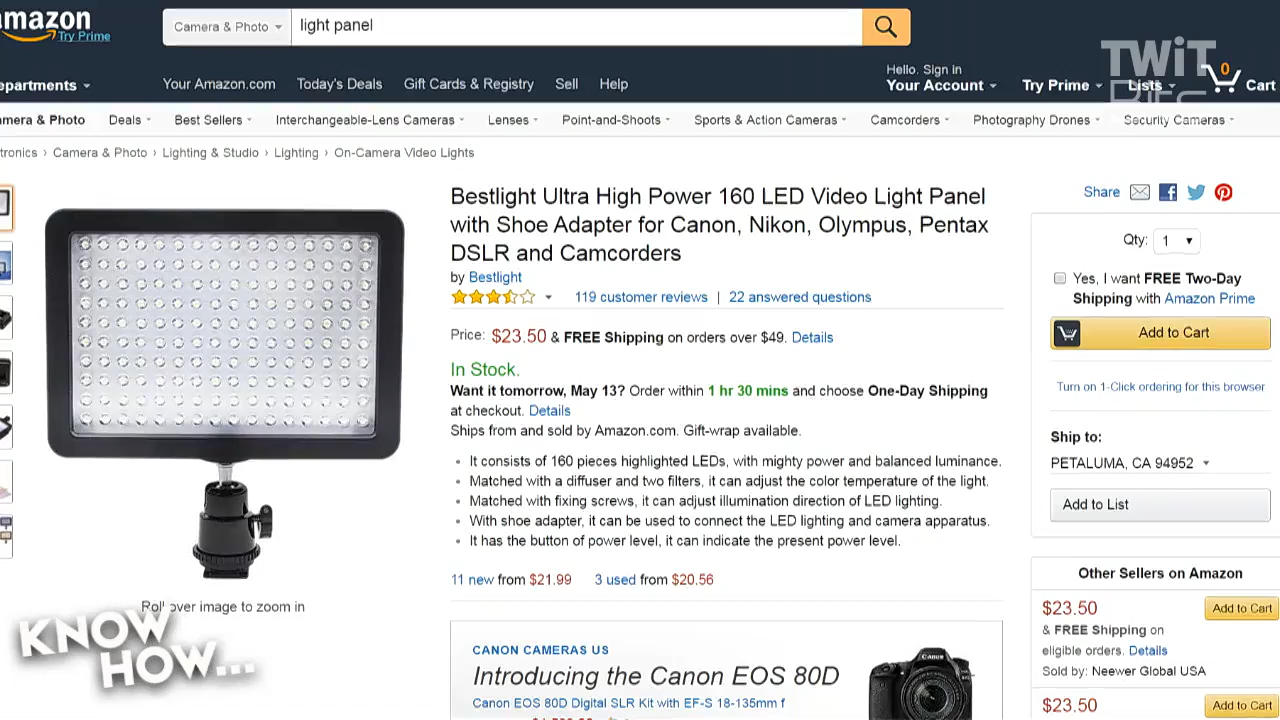 amazon
Try Prime
Camera & Photo
light panel
TWiT
epartments
Your Amazon.com
Today's Deals
Gift Cards & Registry
Sell
Help
Hello. Sign in
Your Account
Try Prime
Lists
0
Cart
mera & Photo
Deals
Best Sellers
Interchangeable-Lens Cameras
Lenses
Point-and-Shoots
Sports & Action Cameras
Camcorders
Photography Drones
Security Cameras
tronics › Camera & Photo › Lighting & Studio › Lighting › On-Camera Video Lights
Bestlight Ultra High Power 160 LED Video Light Panel
with Shoe Adapter for Canon, Nikon, Olympus, Pentax
DSLR and Camcorders
by Bestlight
119 customer reviews | 22 answered questions
Price: $23.50 & FREE Shipping on orders over $49. Details
In Stock.
Want it tomorrow, May 13? Order within 1 hr 30 mins and choose One-Day Shipping
at checkout. Details
Ships from and sold by Amazon.com. Gift-wrap available.
• It consists of 160 pieces highlighted LEDs, with mighty power and balanced luminance.
• Matched with a diffuser and two filters, it can adjust the color temperature of the light.
• Matched with fixing screws, it can adjust illumination direction of LED lighting.
• With shoe adapter, it can be used to connect the LED lighting and camera apparatus.
• It has the button of power level, it can indicate the present power level.
11 new from $21.99 3 used from $20.56
Roll over image to zoom in
KNOW
HOW...
CANON CAMERAS US
Introducing the Canon EOS 80D
Canon EOS 80D Digital SLR Kit with EF-S 18-135mm f
Canon
Share
Qty: 1
Yes, I want FREE Two-Day
Shipping with Amazon Prime
Add to Cart
Turn on 1-Click ordering for this browser
Ship to:
PETALUMA, CA 94952
Add to List
Other Sellers on Amazon
$23.50
Add to Cart
& FREE Shipping on
eligible orders. Details
Sold by: Neewer Global USA
$23.50
Add to Cart